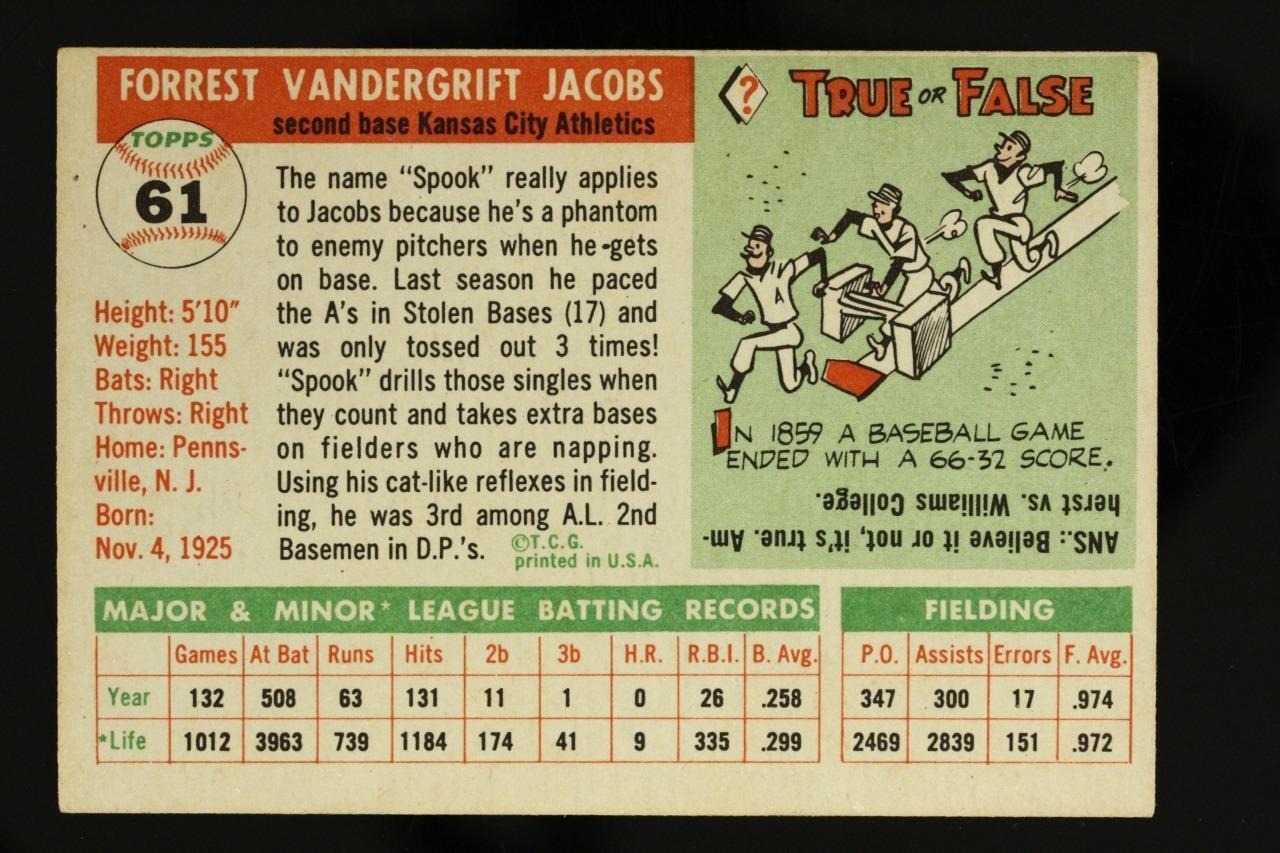 FORREST VANDERGRIFT JACOBS
second base Kansas City Athletics
TOPPS
61
Height: 5'10"
Weight: 155
Bats: Right
Throws: Right
Home: Penns-
ville, N. J.
Born:
Nov. 4, 1925
The name "Spook" really applies
to Jacobs because he's a phantom
to enemy pitchers when he gets
on base. Last season he paced
the A's in Stolen Bases (17) and
was only tossed out 3 times!
"Spook" drills those singles when
they count and takes extra bases
on fielders who are napping.
Using his cat-like reflexes in field-
ing, he was 3rd among A.L. 2nd
Basemen in D.P.'s.
©T.C.G.
printed in U.S.A.
?
TRUE OR FALSE
A
IN 1859 A BASEBALL GAME
ENDED WITH A 66-32 SCORE.
ANS.: Believe it or not, it's true. Am-
herst vs. Williams College.
MAJOR & MINOR* LEAGUE BATTING RECORDS
Games At Bat Runs Hits 2b 3b H.R. R.B.I. B. Avg.
Year 132 508 63 131 11 1 0 26 .258
*Life 1012 3963 739 1184 174 41 9 335 .299
FIELDING
P.O. Assists Errors F. Avg.
347 300 17 .974
2469 2839 151 .972